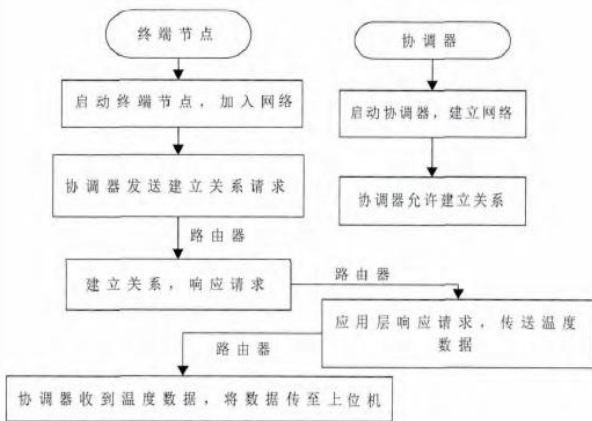 终端节点
协调器
启动终端节点，加入网络
启动协调器，建立网络
协调器发送建立关系请求
协调器允许建立关系
路由器
建立关系，响应请求
路由器
应用层响应请求，传送温度
数据
路由器
协调器收到温度数据，将数据传至上位机